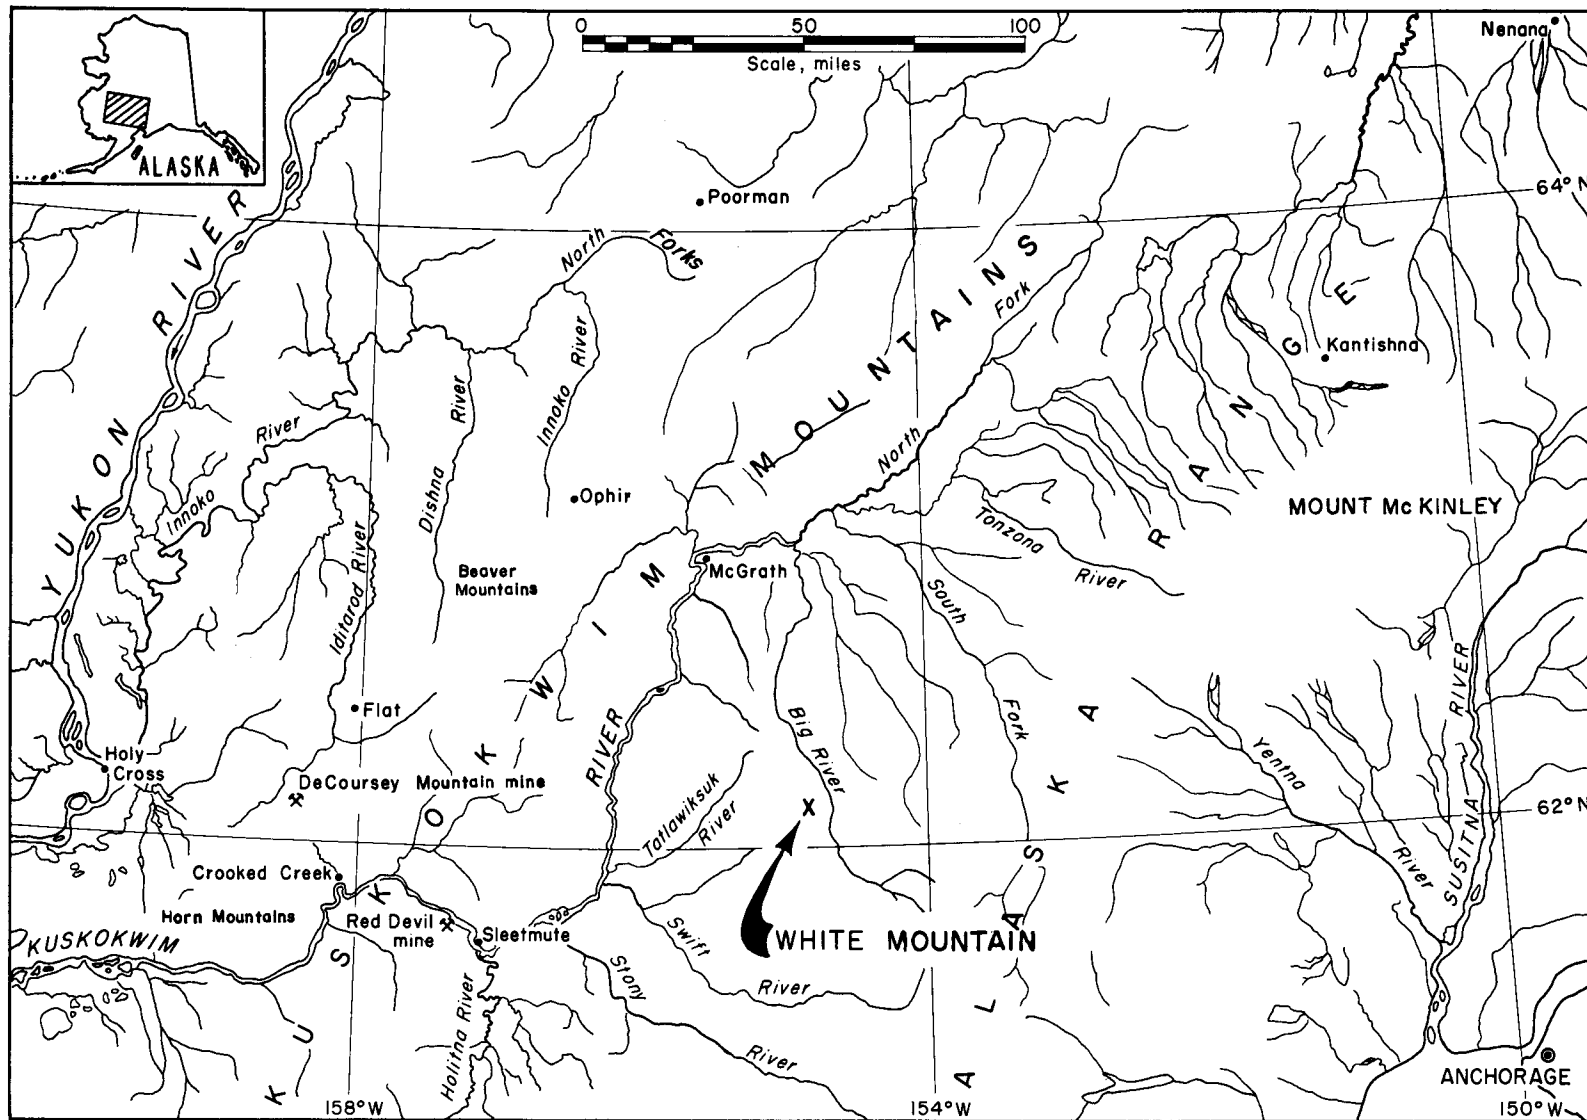 0 50 100
Scale, miles
Nenana
ALASKA
64° N
Poorman
YUKON RIVER
North Forks
KUSKOKWIM MOUNTAINS
North Fork
Innoko River
Kantishna
Innoko River
Dishna River
Ophir
MOUNT McKINLEY
ALASKA RANGE
Tonzona River
McGrath
Beaver
Mountains
Iditarod River
South Fork
Flat
Big River
Yentna River
SUSITNA RIVER
Holy
Cross
DeCoursey Mountain mine
KUSKOKWIM RIVER
Tatlawiksuk
River
X
62° N
Crooked Creek
Horn Mountains
Red Devil
mine
Sleetmute
WHITE MOUNTAIN
Swift River
Stony River
Holitna River
ANCHORAGE
158° W 154° W 150° W